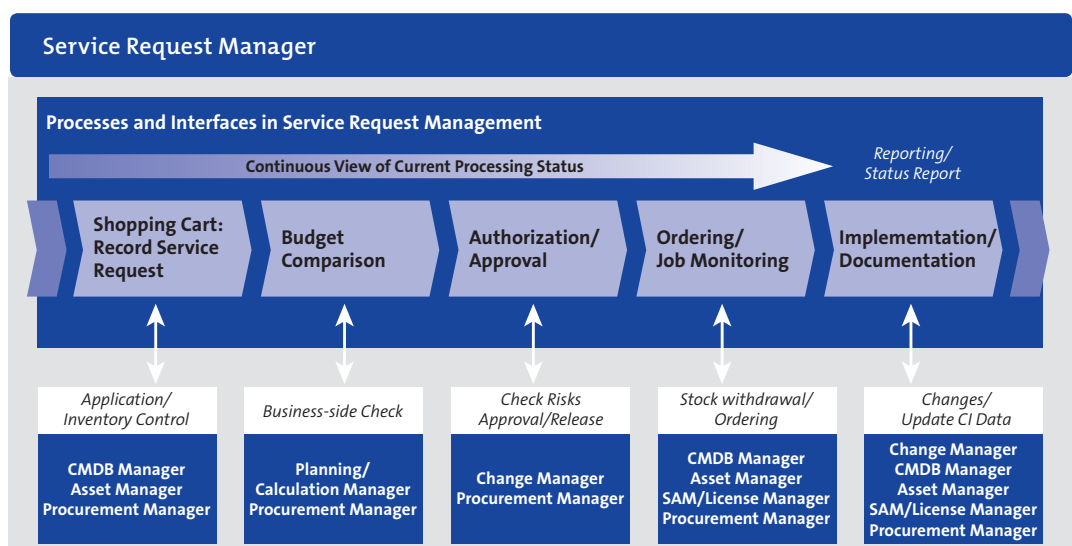 Service Request Manager
Processes and Interfaces in Service Request Management
Continuous View of Current Processing Status
Reporting/
Status Report
Shopping Cart:
Record Service
Request
Budget
Comparison
Authorization/
Approval
Ordering/
Job Monitoring
Implememtation/
Documentation
Application/
Inventory Control
CMDB Manager
Asset Manager
Procurement Manager
Business-side Check
Planning/
Calculation Manager
Procurement Manager
Check Risks
Approval/Release
Change Manager
Procurement Manager
Stock withdrawal/
Ordering
CMDB Manager
Asset Manager
SAM/License Manager
Procurement Manager
Changes/
Update CI Data
Change Manager
CMDB Manager
Asset Manager
SAM/License Manager
Procurement Manager